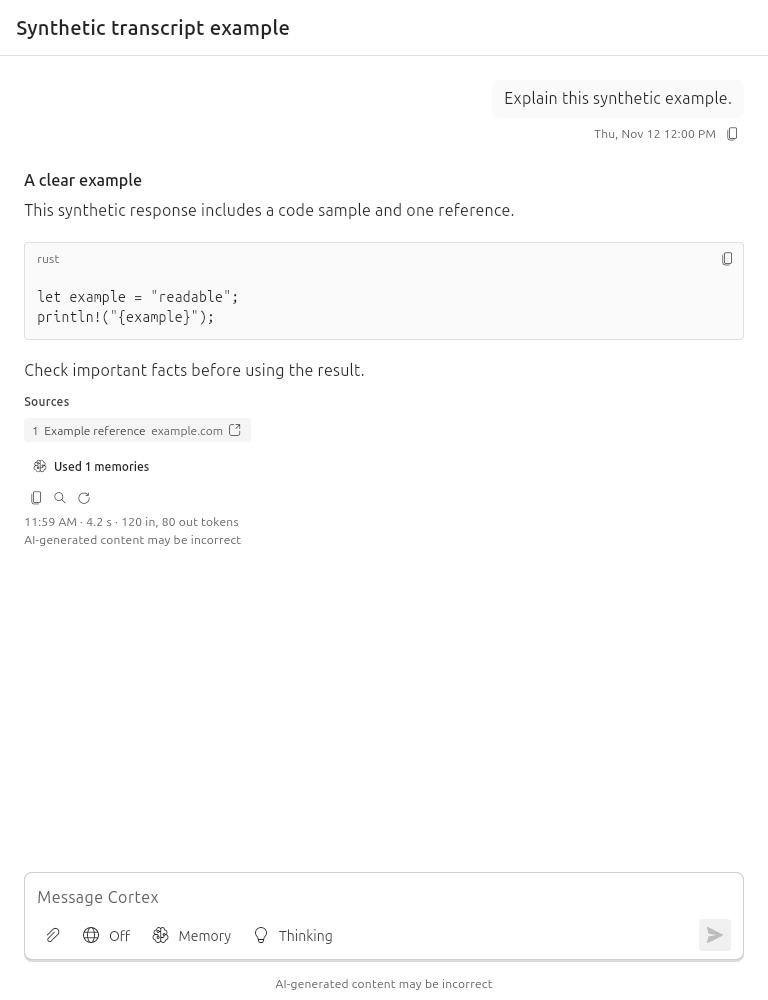 Synthetic transcript example
Explain this synthetic example.
Thu, Nov 12 12:00 PM
A clear example
This synthetic response includes a code sample and one reference.
rust
let example = "readable";
println!("{example}");
Check important facts before using the result.
Sources
1 Example reference example.com
Used 1 memories
11:59 AM · 4.2 s · 120 in, 80 out tokens
AI-generated content may be incorrect
Message Cortex
Off Memory Thinking
AI-generated content may be incorrect